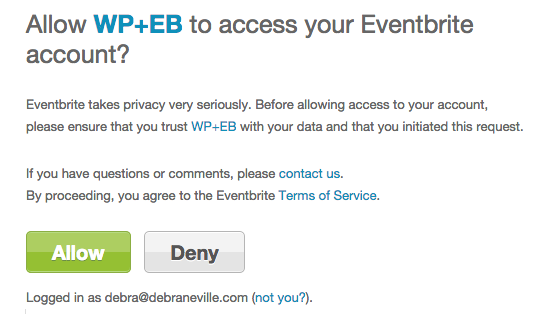 Allow WP+EB to access your Eventbrite
account?
Eventbrite takes privacy very seriously. Before allowing access to your account,
please ensure that you trust WP+EB with your data and that you initiated this request.
If you have questions or comments, please contact us.
By proceeding, you agree to the Eventbrite Terms of Service.
Allow Deny
Logged in as debra@debraneville.com (not you?).